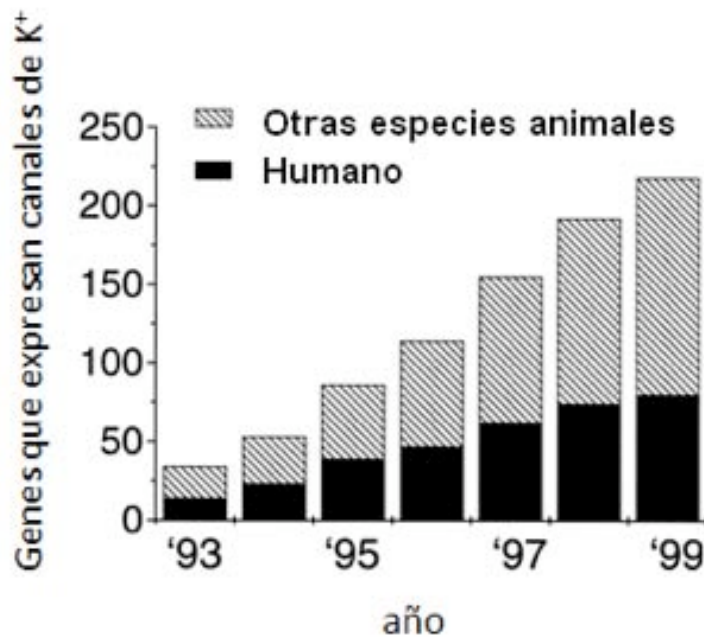 Genes que expresan canales de K⁺
Otras especies animales
Humano
250
200
150
100
50
0
‘93 ‘95 ‘97 ‘99
año